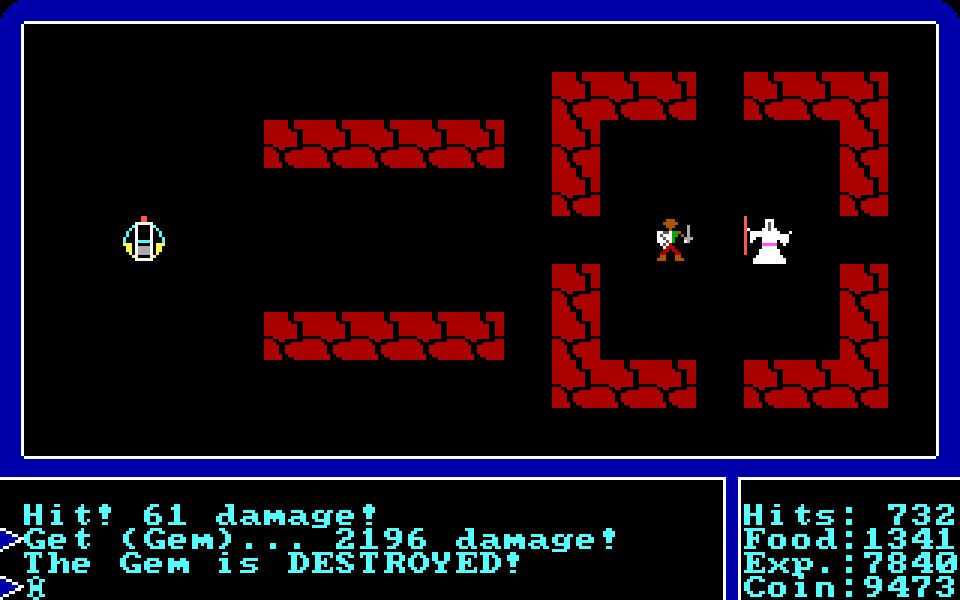 Hit! 61 damage!
Get (Gem)... 2196 damage!
The Gem is DESTROYED!
Hits: 732
Food:1341
Exp.:7840
Coin:9473